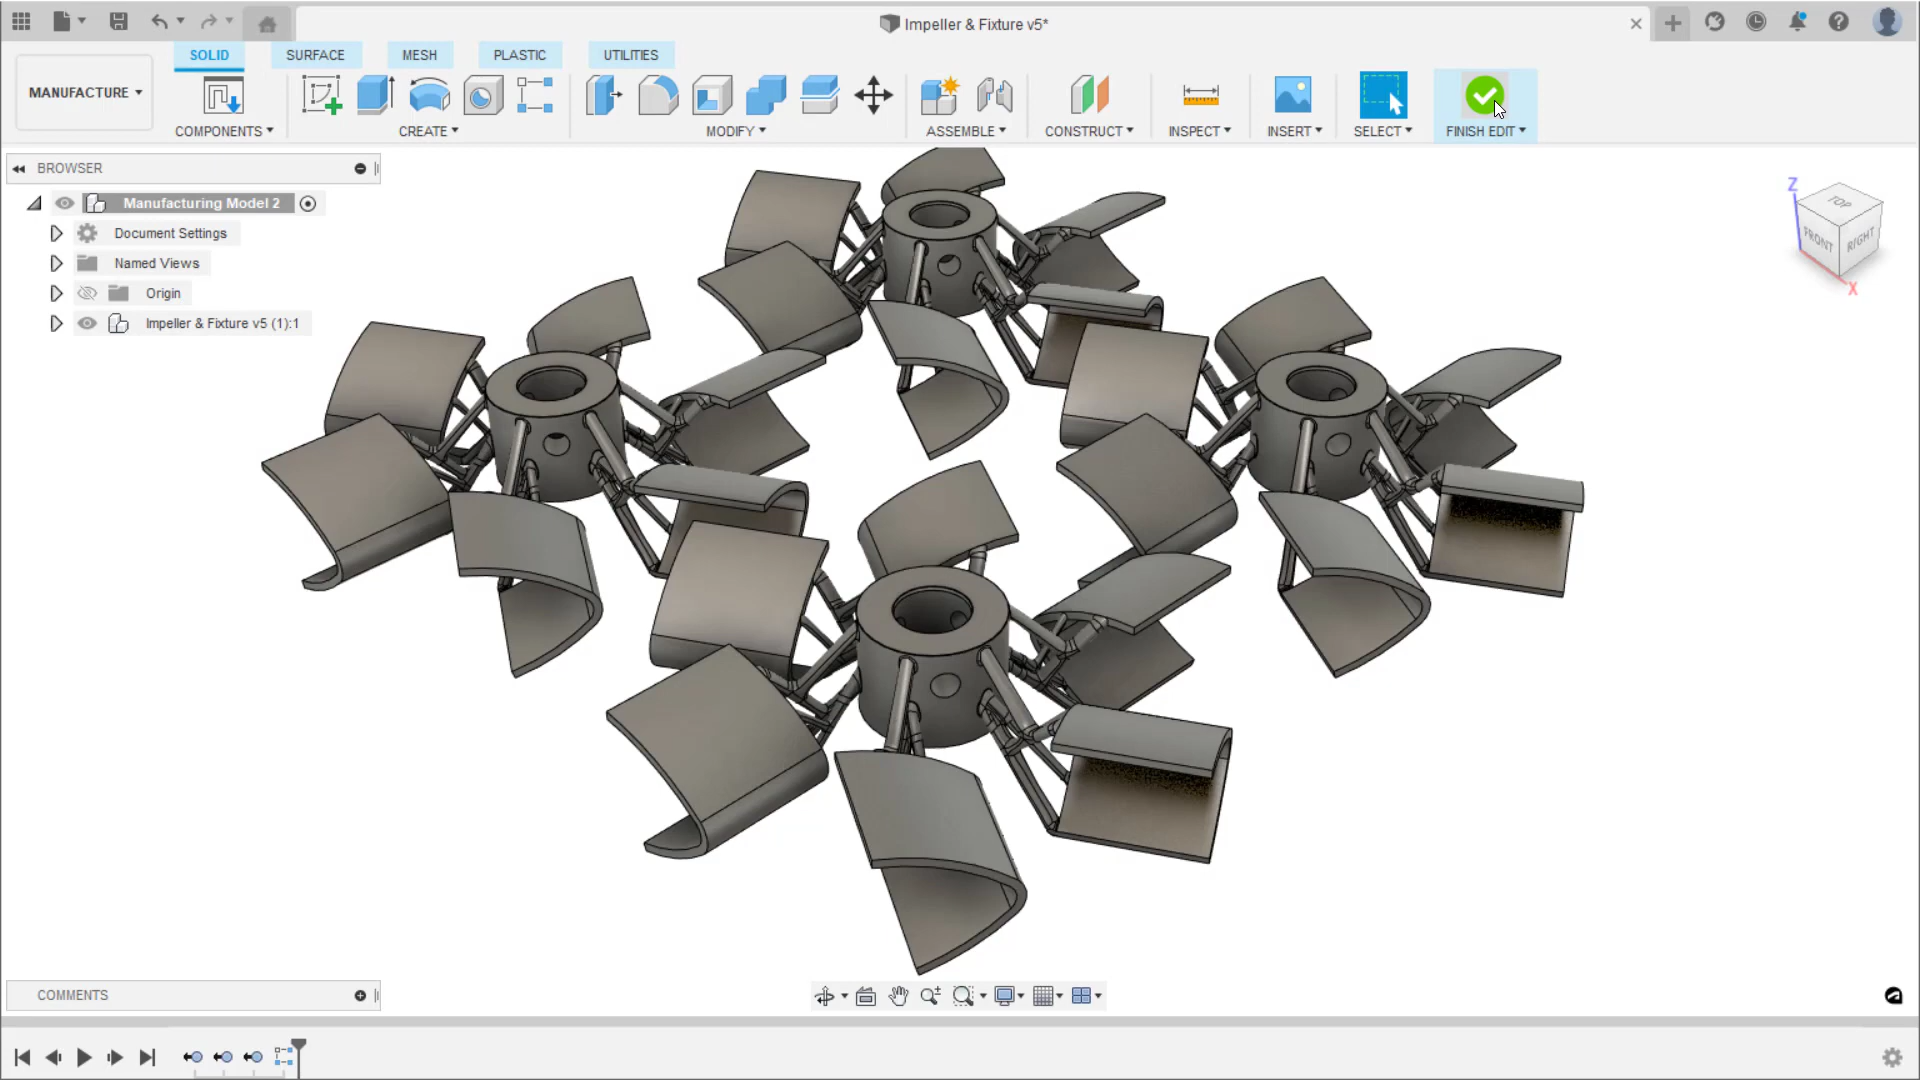 Impeller & Fixture v5*
MANUFACTURE
SOLID
SURFACE
MESH
PLASTIC
UTILITIES
COMPONENTS
CREATE
MODIFY
ASSEMBLE
CONSTRUCT
INSPECT
INSERT
SELECT
FINISH EDIT
BROWSER
Manufacturing Model 2
Document Settings
Named Views
Origin
Impeller & Fixture v5 (1):1
Z
TOP
FRONT
RIGHT
X
COMMENTS